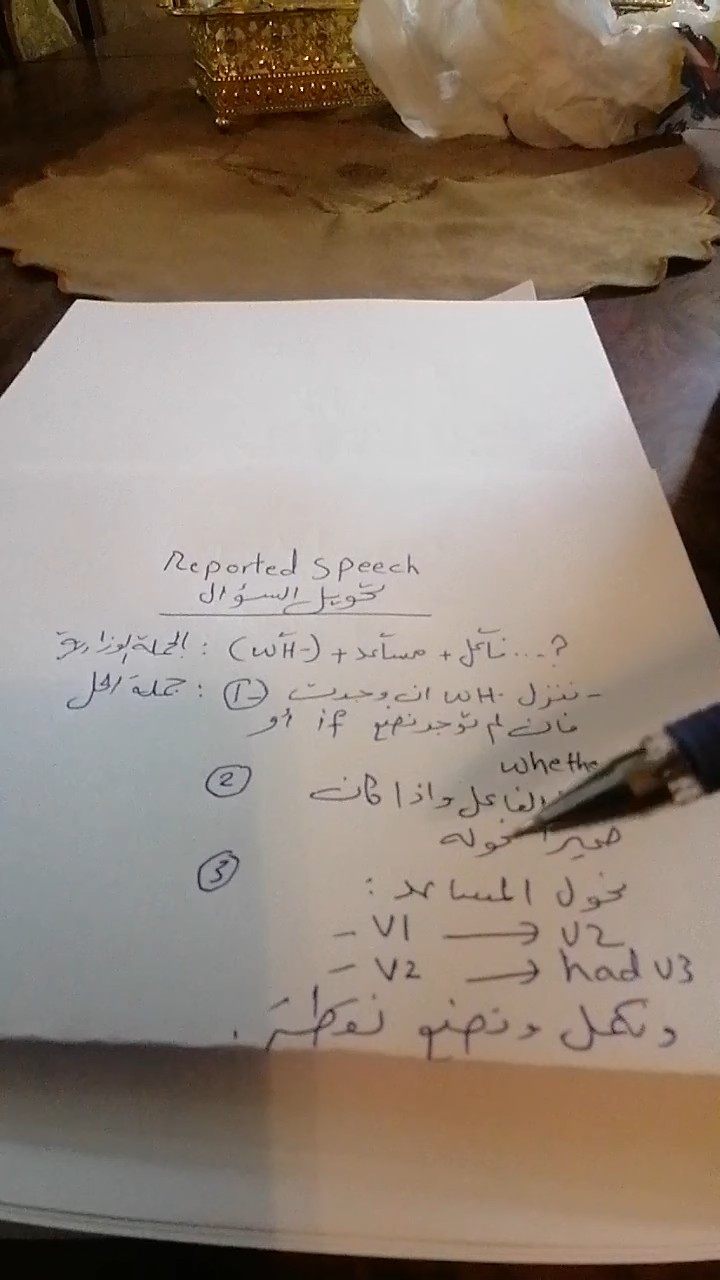 Reported Speech
تحويل السؤال
الجملة الوزارية : (WH-) + مساعد + فاعل ...?
جملة الحل : ① - ننزل WH- ان وجدت
فان لم توجد نضع if أو
whethe
② الفاعل واذا كان
ضميرا نحوله
③ نحول المساعد :
- V1 → V2
- V2 → had V3
ونكمل ونضع نقطة .